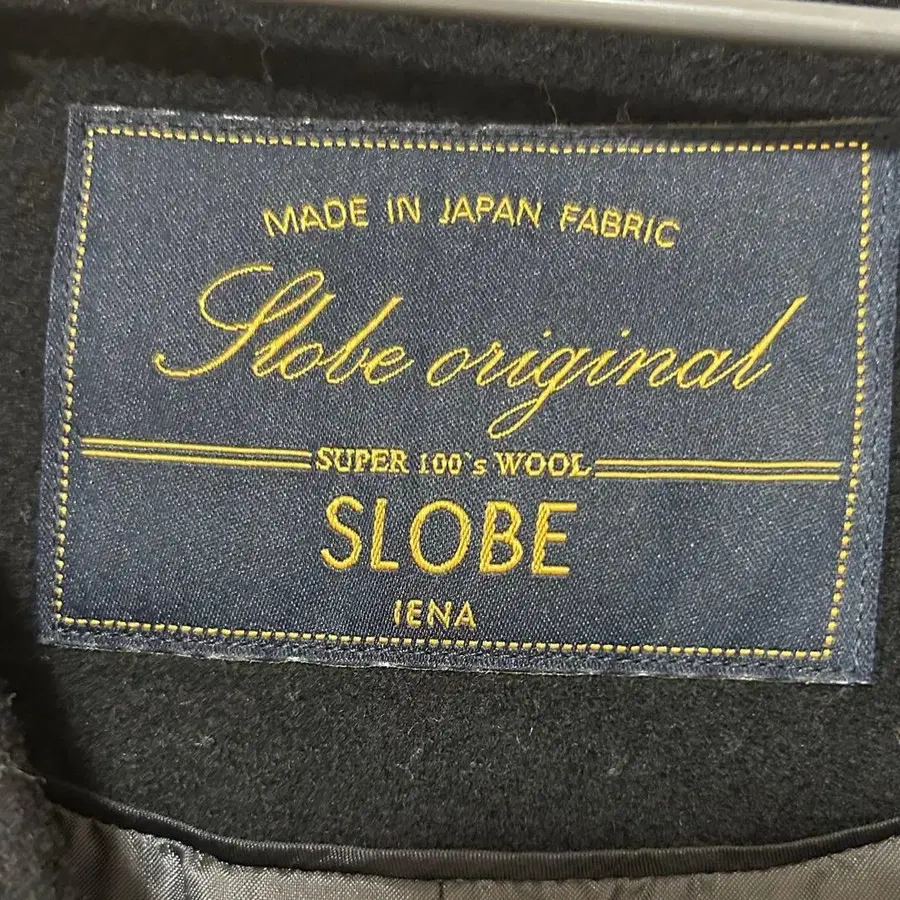 MADE IN JAPAN FABRIC
Slobe original
SUPER 100's WOOL
SLOBE
IENA